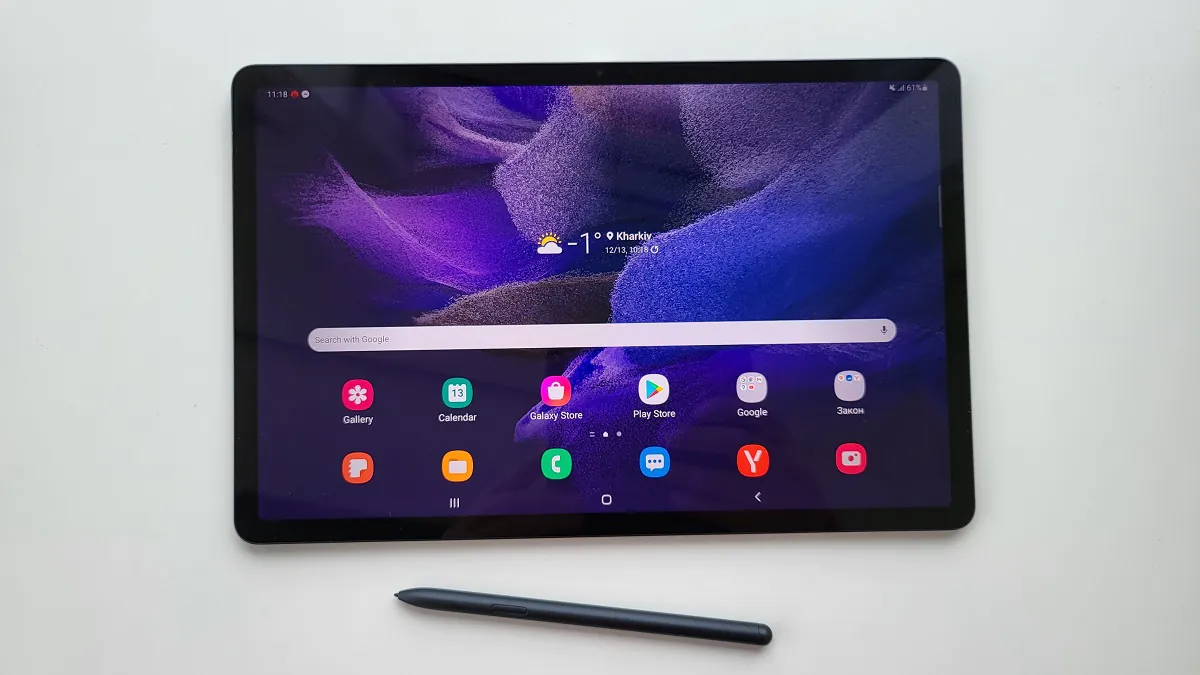 11:18
61%
-1° Kharkiv
12/13, 10:18
Search with Google
13
Gallery
Calendar
Galaxy Store
Play Store
Google
Закон